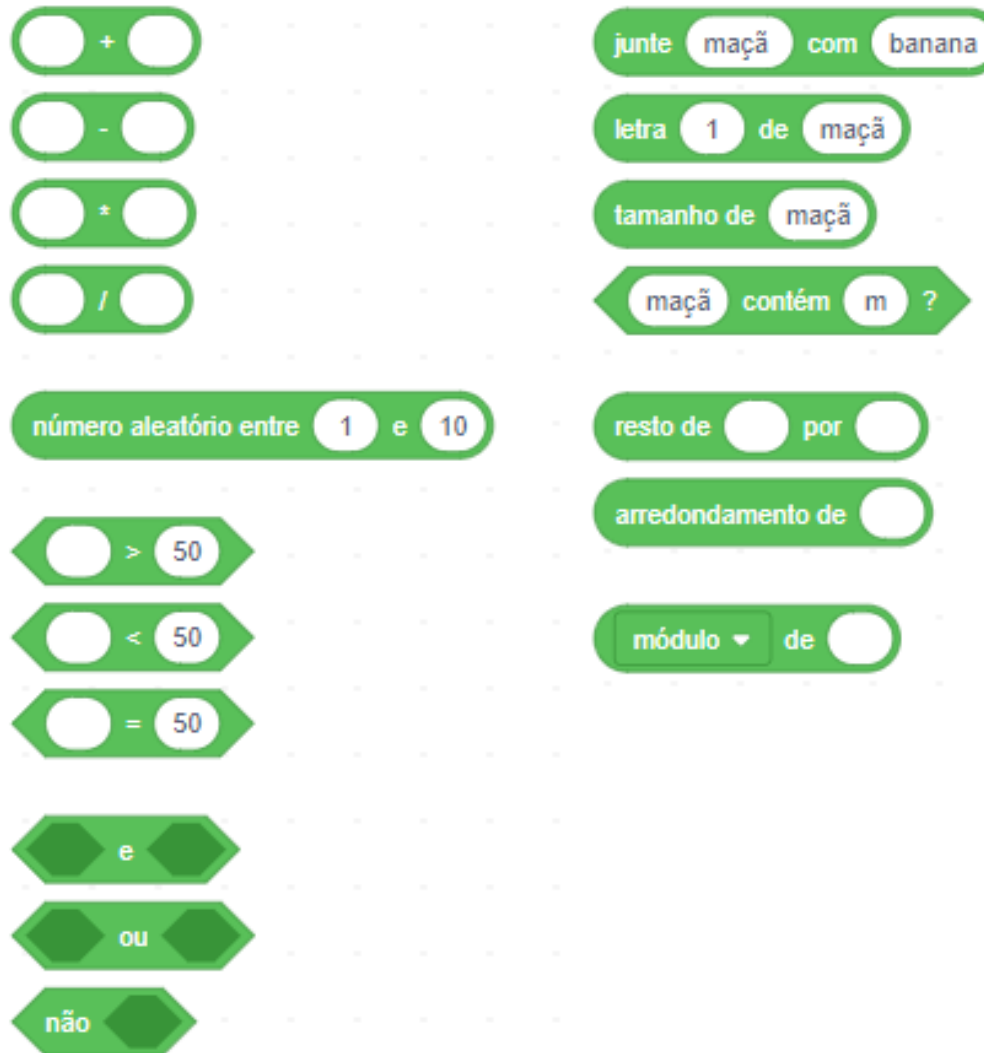 +
-
*
/
número aleatório entre 1 e 10
> 50
< 50
= 50
e
ou
não
junte maçã com banana
letra 1 de maçã
tamanho de maçã
maçã contém m ?
resto de por
arredondamento de
módulo de